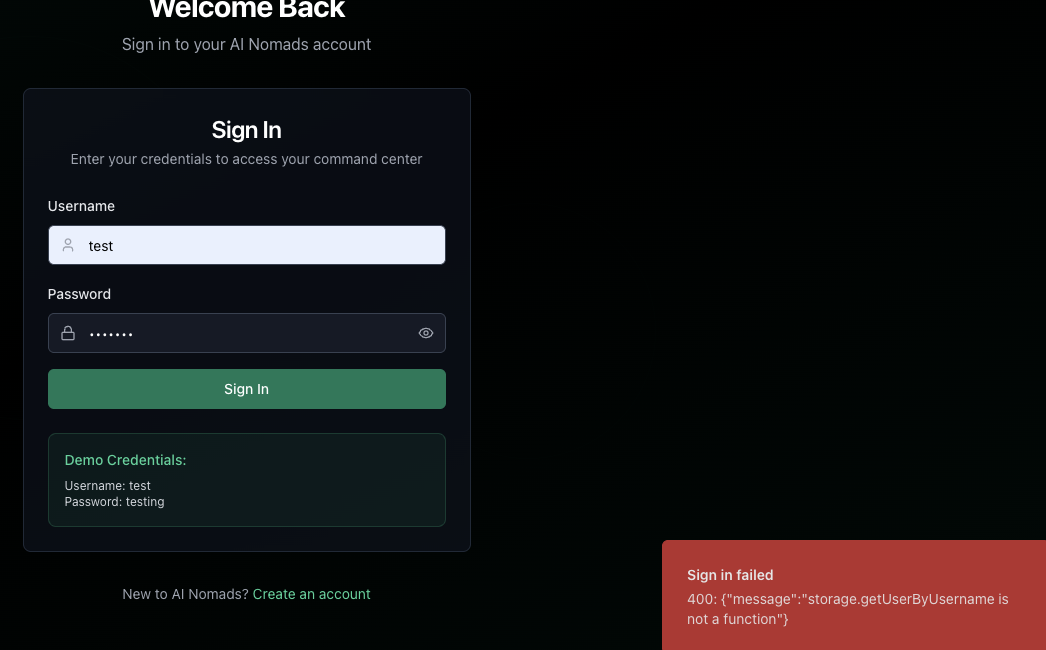 Welcome Back
Sign in to your AI Nomads account
Sign In
Enter your credentials to access your command center
Username
test
Password
•••••••
Sign In
Demo Credentials:
Username: test
Password: testing
New to AI Nomads? Create an account
Sign in failed
400: {"message":"storage.getUserByUsername is
not a function"}